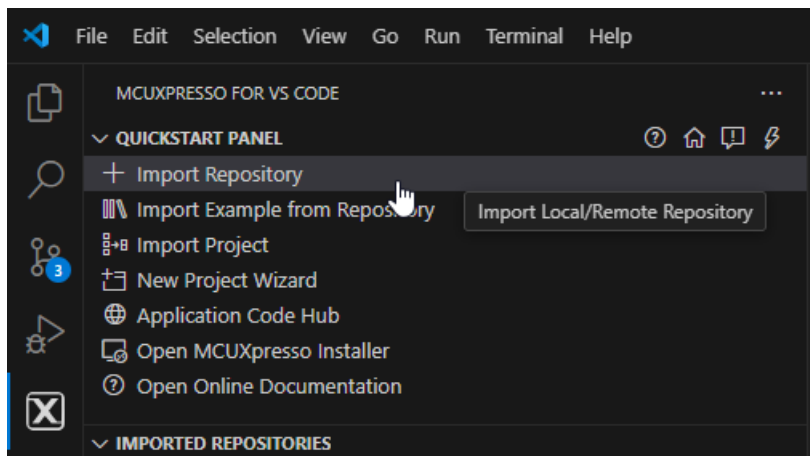 File Edit Selection View Go Run Terminal Help
MCUXPRESSO FOR VS CODE
QUICKSTART PANEL
Import Repository
Import Example from Repository
Import Local/Remote Repository
Import Project
3
New Project Wizard
Application Code Hub
Open MCUXpresso Installer
Open Online Documentation
IMPORTED REPOSITORIES